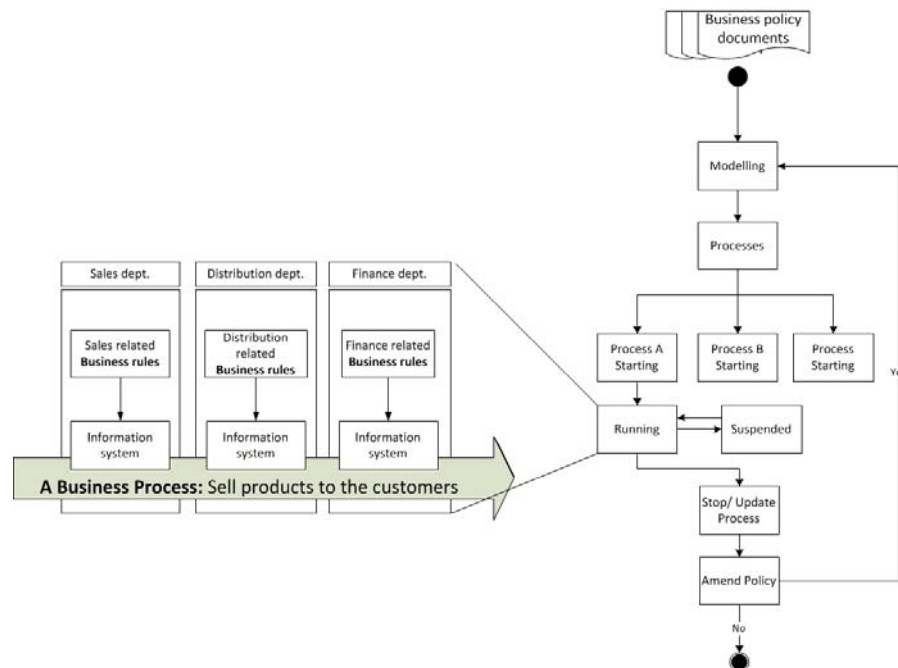 Business policy
documents
Modelling
Processes
Process A
Starting
Process B
Starting
Process
Starting
Running
Suspended
Stop/ Update
Process
Amend Policy
No
Sales dept.
Distribution dept.
Finance dept.
Sales related
Business rules
Distribution
related
Business rules
Finance related
Business rules
Information
system
Information
system
Information
system
A Business Process: Sell products to the customers